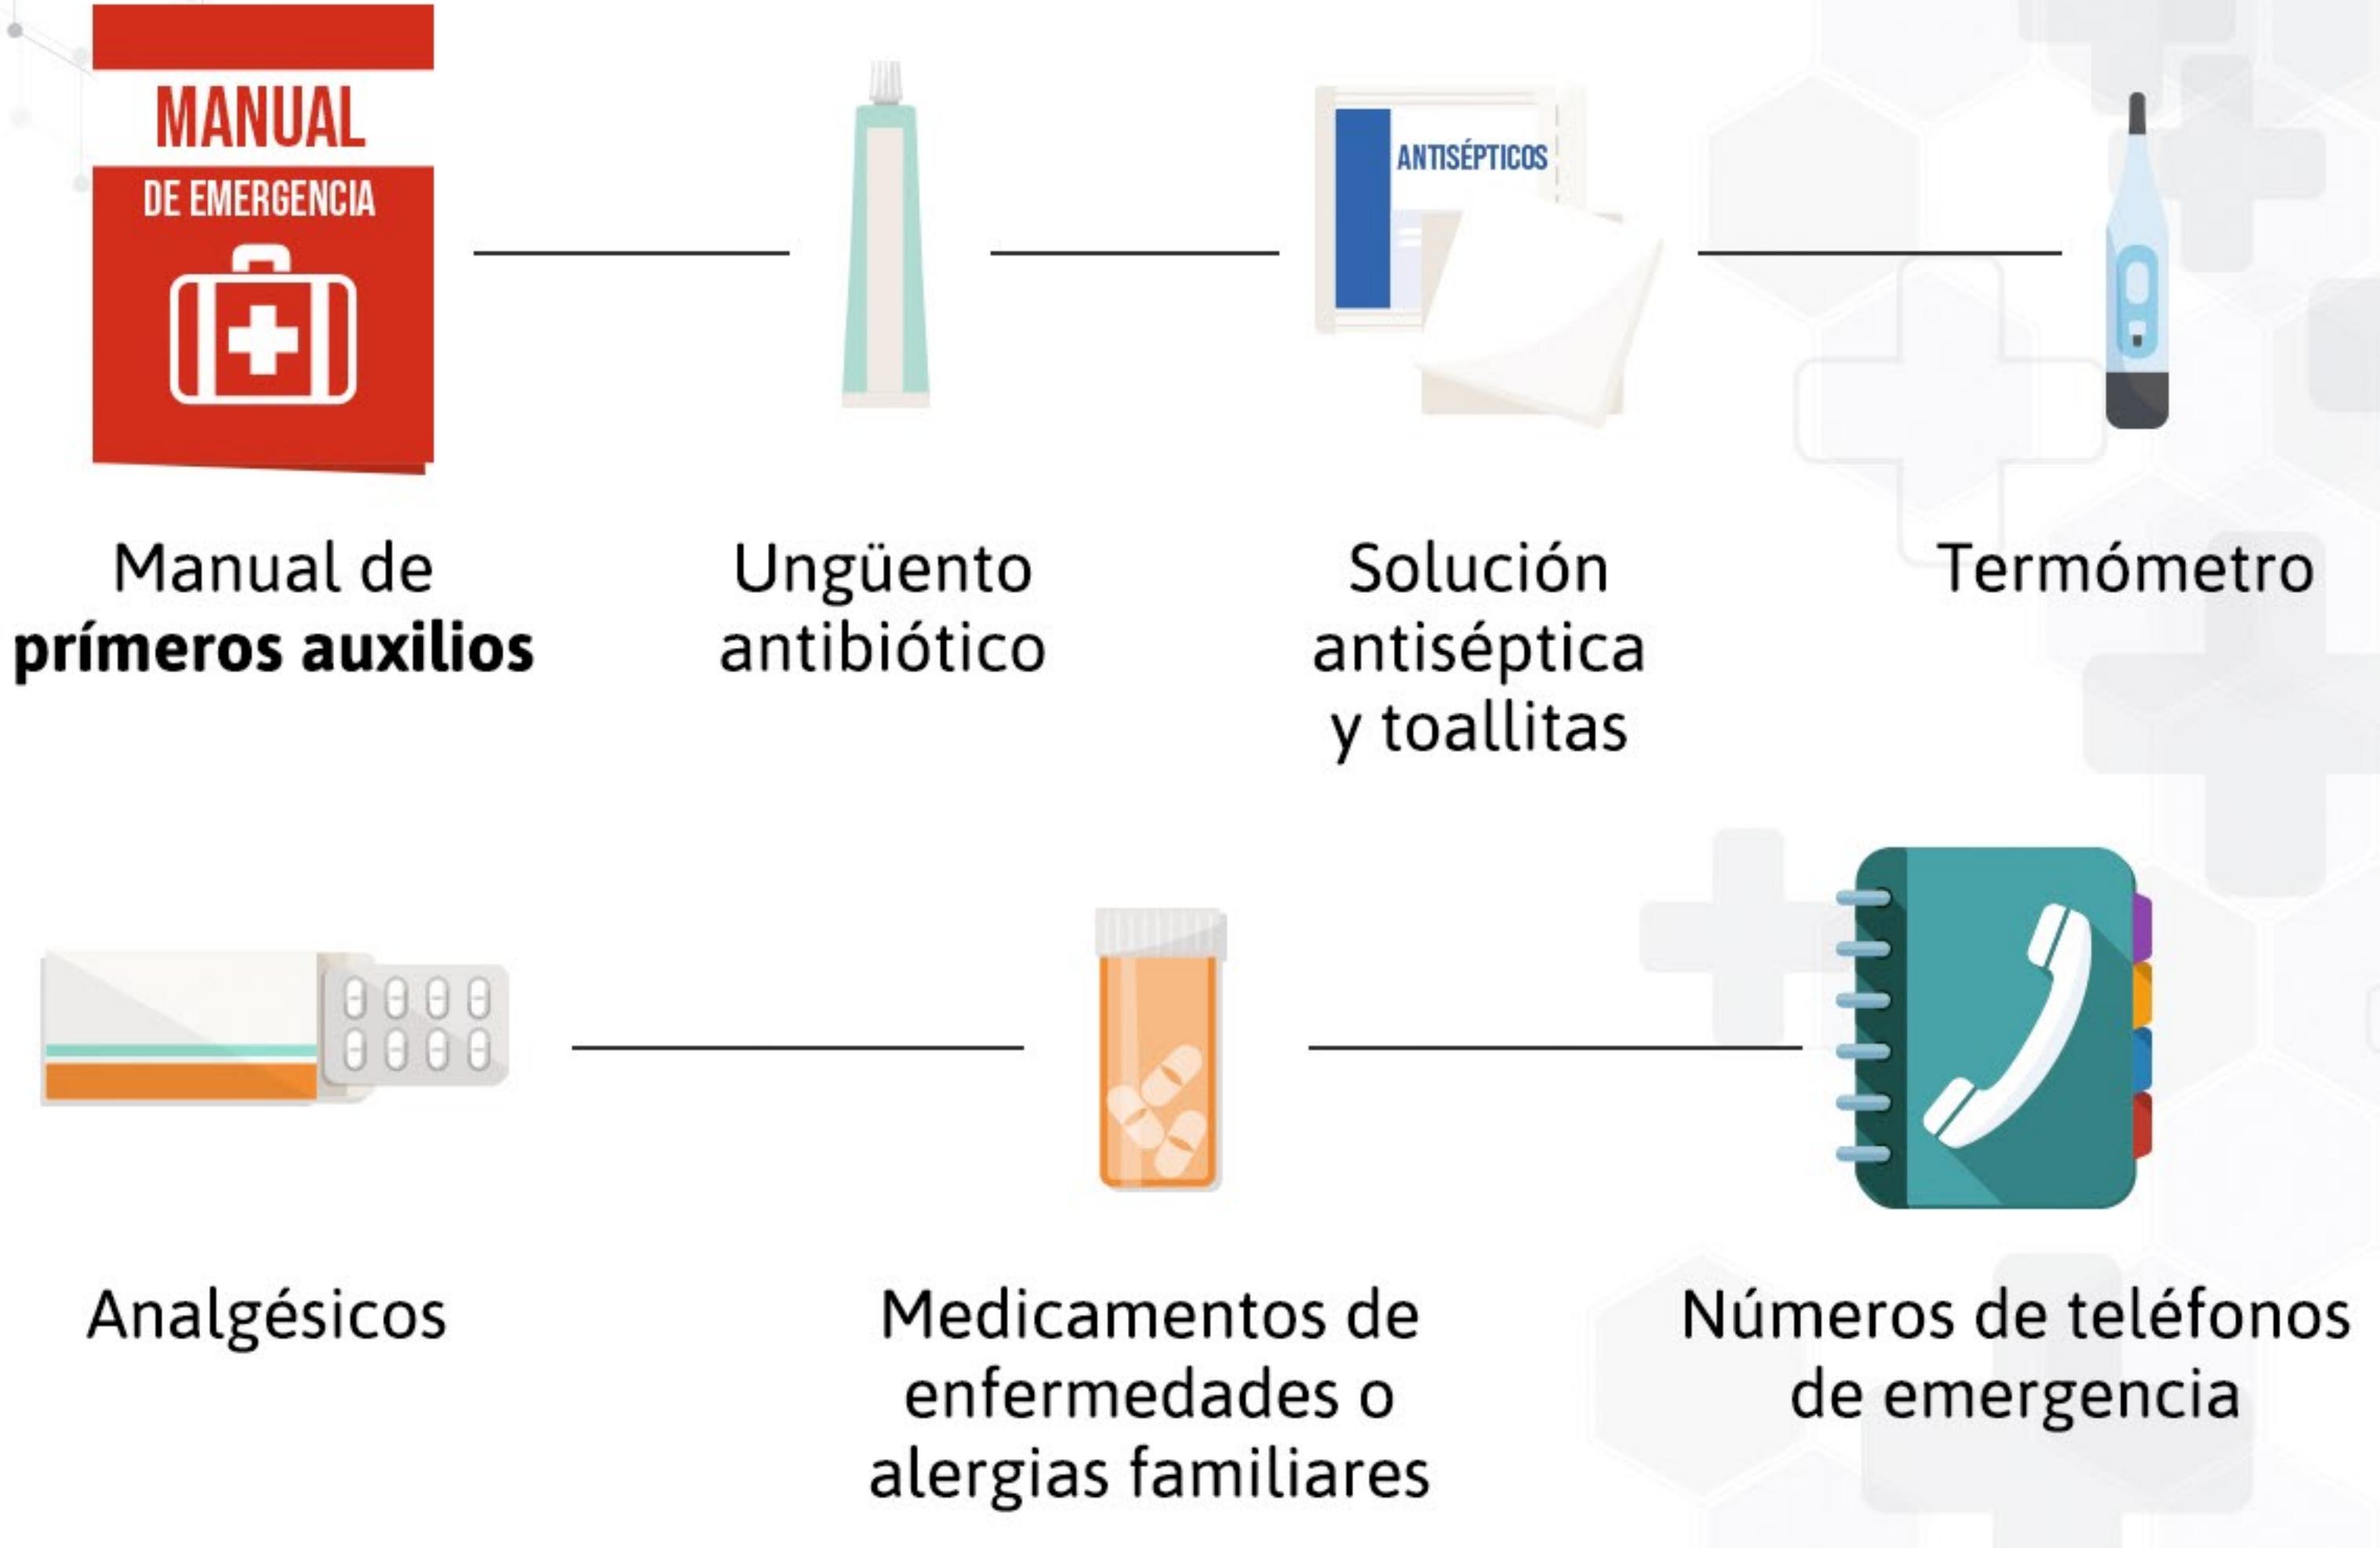 MANUAL
DE EMERGENCIA
ANTISÉPTICOS
Manual de
prímeros auxilios
Ungüento
antibiótico
Solución
antiséptica
y toallitas
Termómetro
Analgésicos
Medicamentos de
enfermedades o
alergias familiares
Números de teléfonos
de emergencia